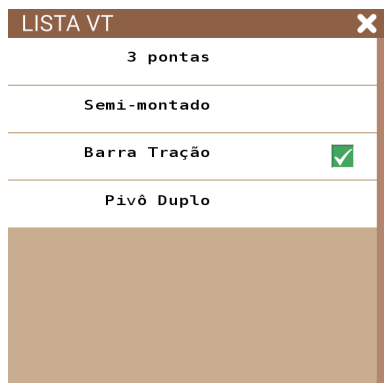 LISTA VT
3 pontas
Semi-montado
Barra Tração
Pivô Duplo